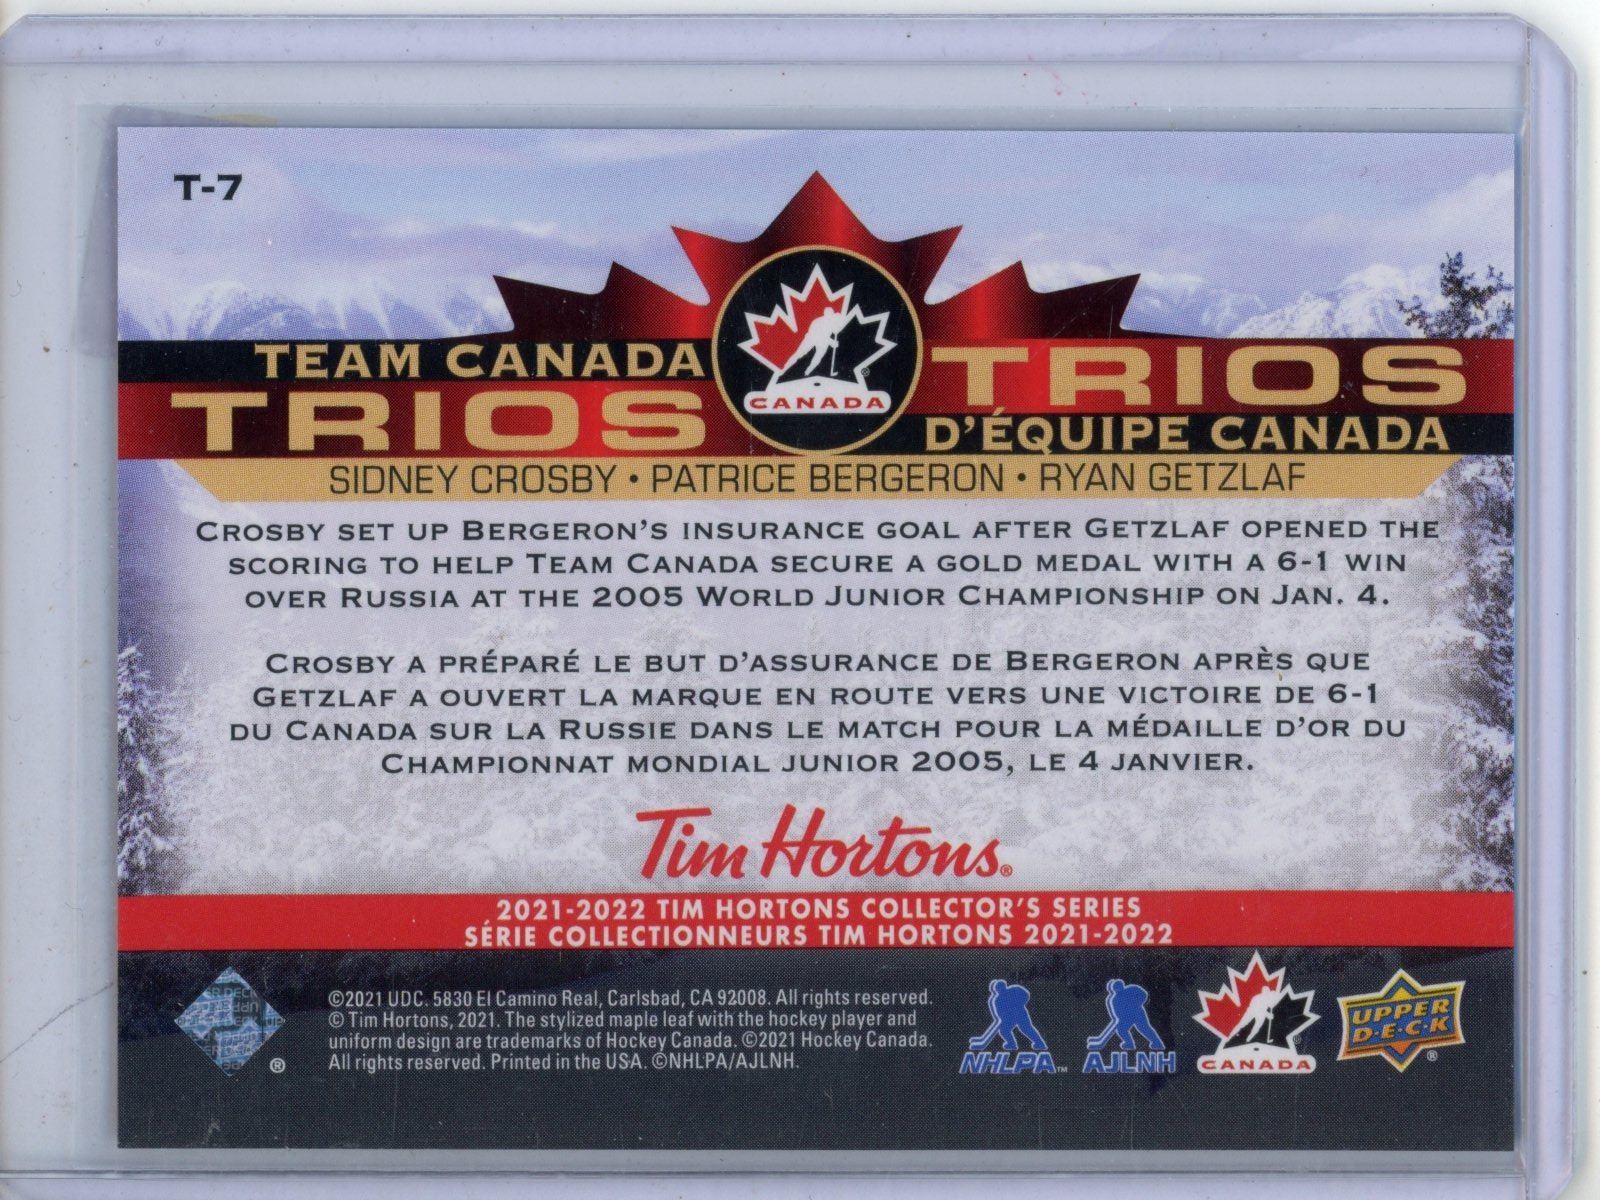 T-7
CANADA
TEAM CANADA
TRIOS
TRIOS
D'ÉQUIPE CANADA
SIDNEY CROSBY • PATRICE BERGERON • RYAN GETZLAF
CROSBY SET UP BERGERON'S INSURANCE GOAL AFTER GETZLAF OPENED THE
SCORING TO HELP TEAM CANADA SECURE A GOLD MEDAL WITH A 6-1 WIN
OVER RUSSIA AT THE 2005 WORLD JUNIOR CHAMPIONSHIP ON JAN. 4.
CROSBY A PRÉPARÉ LE BUT D'ASSURANCE DE BERGERON APRÈS QUE
GETZLAF A OUVERT LA MARQUE EN ROUTE VERS UNE VICTOIRE DE 6-1
DU CANADA SUR LA RUSSIE DANS LE MATCH POUR LA MÉDAILLE D'OR DU
CHAMPIONNAT MONDIAL JUNIOR 2005, LE 4 JANVIER.
Tim Hortons®
2021-2022 TIM HORTONS COLLECTOR'S SERIES
SÉRIE COLLECTIONNEURS TIM HORTONS 2021-2022
®
©2021 UDC. 5830 El Camino Real, Carlsbad, CA 92008. All rights reserved.
© Tim Hortons, 2021. The stylized maple leaf with the hockey player and
uniform design are trademarks of Hockey Canada. ©2021 Hockey Canada.
All rights reserved. Printed in the USA. ©NHLPA/AJLNH.
NHLPA™
AJLNH
CANADA
UPPER
D·E·C·K
®